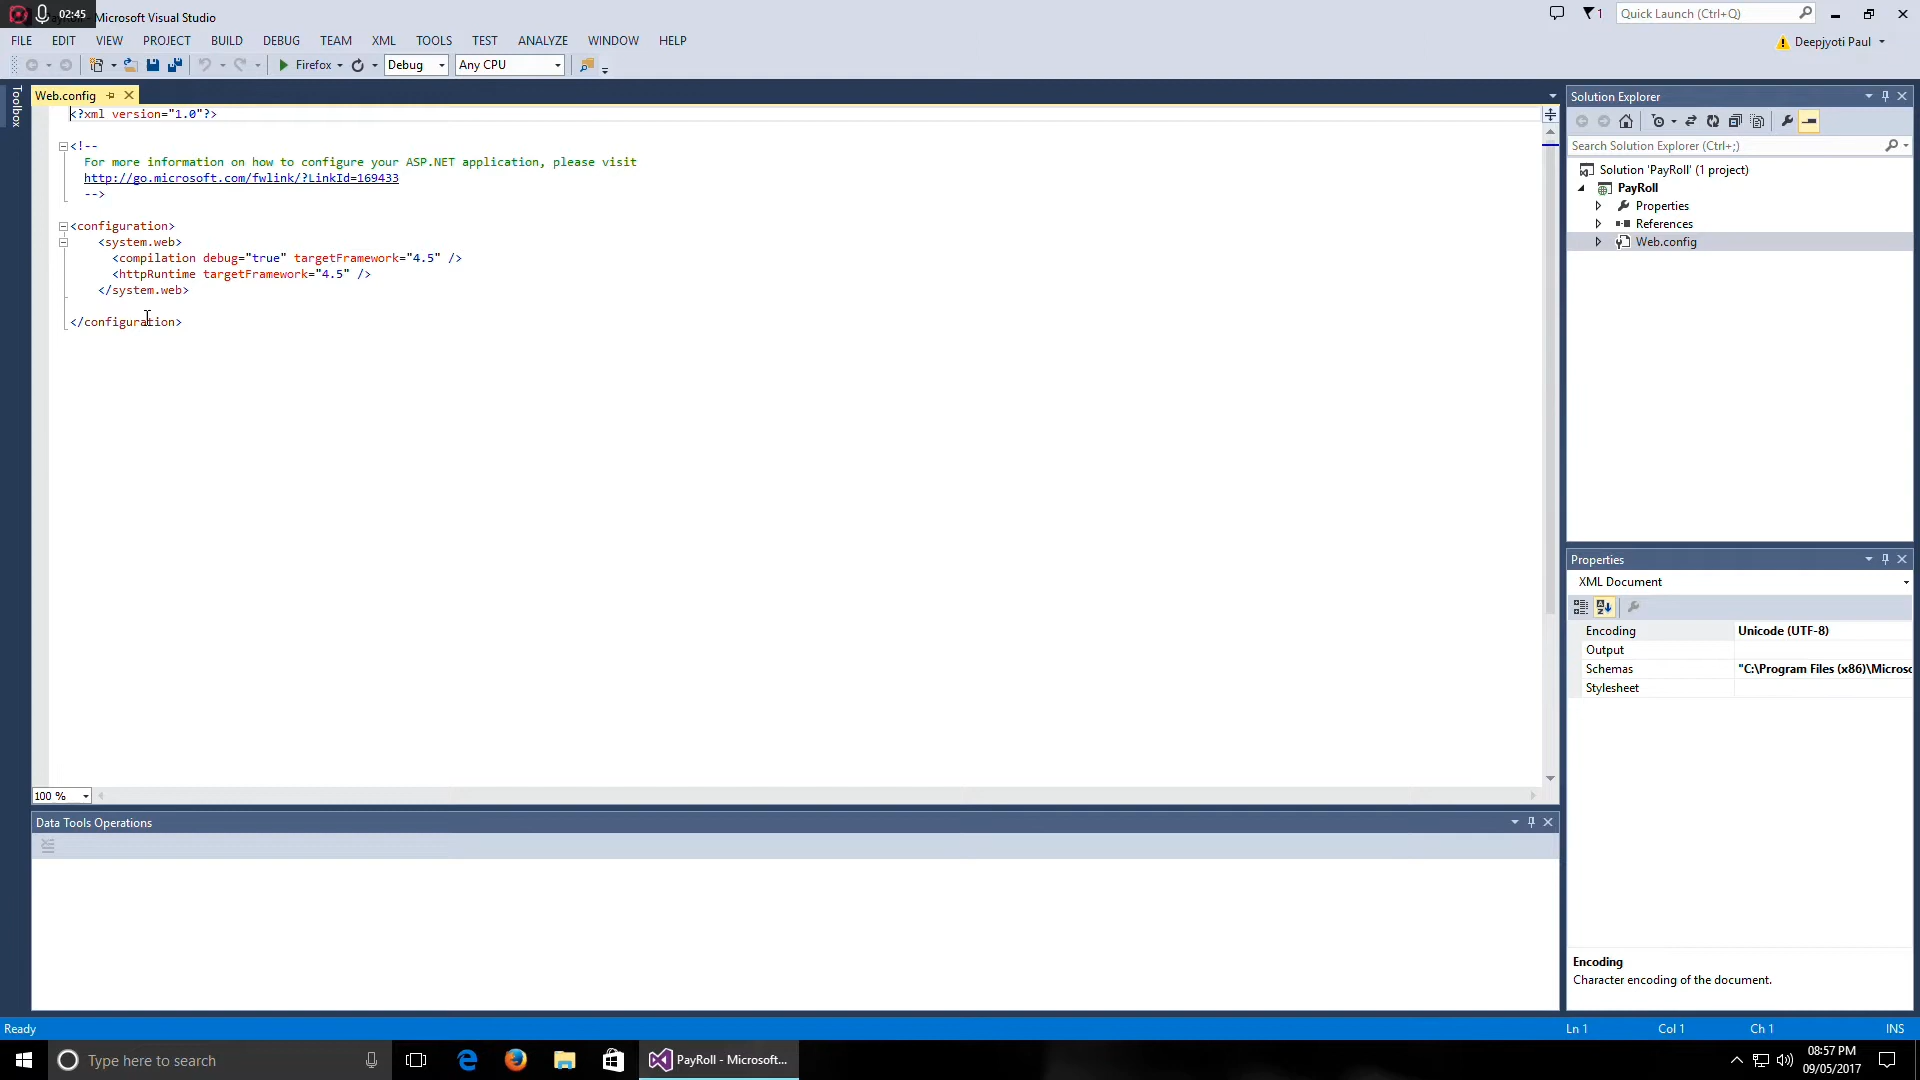 02:45
- Microsoft Visual Studio
1
Quick Launch (Ctrl+Q)
FILE EDIT VIEW PROJECT BUILD DEBUG TEAM XML TOOLS TEST ANALYZE WINDOW HELP
Deepjyoti Paul
Firefox
Debug
Any CPU
Toolbox
Web.config
<?xml version="1.0"?>
<!--
For more information on how to configure your ASP.NET application, please visit
http://go.microsoft.com/fwlink/?LinkId=169433
-->
<configuration>
<system.web>
<compilation debug="true" targetFramework="4.5" />
<httpRuntime targetFramework="4.5" />
</system.web>
</configuration>
100 %
Data Tools Operations
Solution Explorer
Search Solution Explorer (Ctrl+;)
Solution 'PayRoll' (1 project)
PayRoll
Properties
References
Web.config
Properties
XML Document
Encoding Unicode (UTF-8)
Output
Schemas "C:\Program Files (x86)\Microsc
Stylesheet
Encoding
Character encoding of the document.
Ready
Ln 1 Col 1 Ch 1 INS
Type here to search
PayRoll - Microsoft...
08:57 PM
09/05/2017